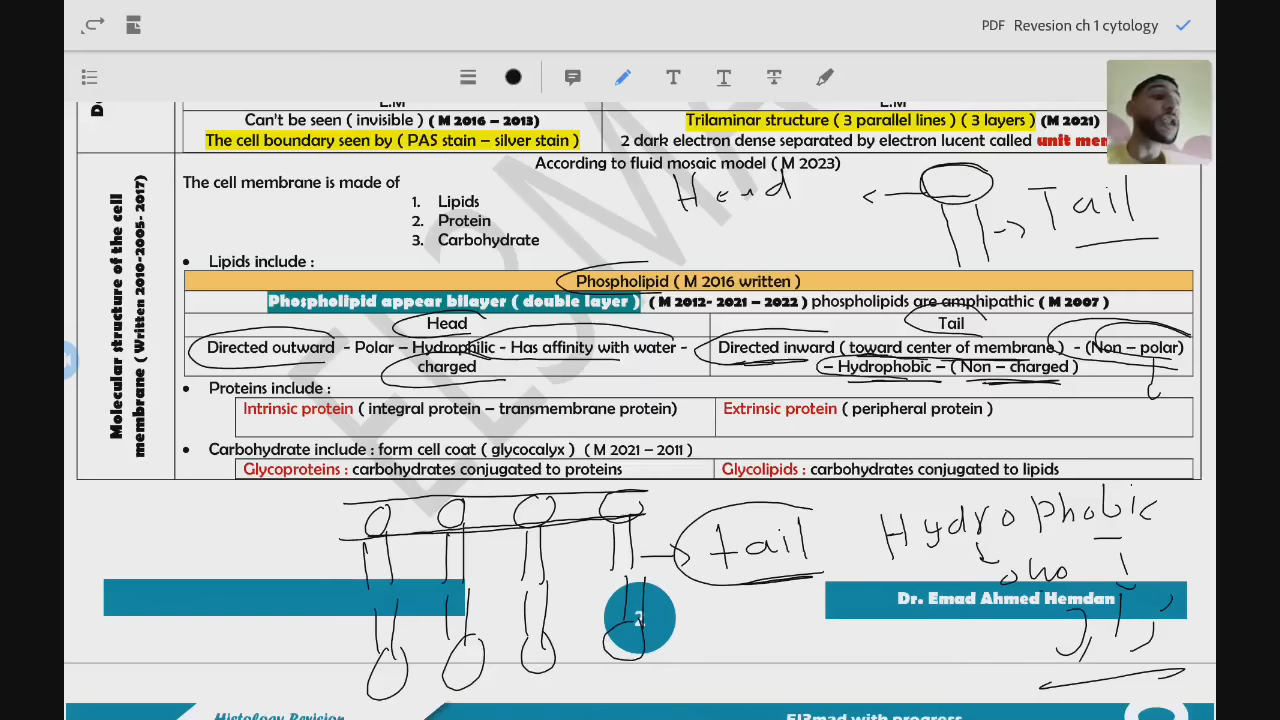 PDF Revesion ch 1 cytology
L.M
E.M
Can't be seen ( invisible ) ( M 2016 – 2013)
Trilaminar structure ( 3 parallel lines ) ( 3 layers ) (M 2021)
The cell boundary seen by ( PAS stain – silver stain )
2 dark electron dense separated by electron lucent called unit
Molecular structure of the cell membrane ( Written 2010-2005- 2017)
According to fluid mosaic model ( M 2023)
The cell membrane is made of
Head
Tail
1. Lipids
2. Protein
3. Carbohydrate
• Lipids include :
Phospholipid ( M 2016 written )
Phospholipid appear bilayer ( double layer ) ( M 2012- 2021 – 2022 ) phospholipids are amphipathic ( M 2007 )
Head
Tail
Directed outward - Polar – Hydrophilic - Has affinity with water - charged
Directed inward ( toward center of membrane ) - (Non – polar) – Hydrophobic – ( Non – charged )
• Proteins include :
Intrinsic protein ( integral protein – transmembrane protein)
Extrinsic protein ( peripheral protein )
• Carbohydrate include : form cell coat ( glycocalyx ) ( M 2021 – 2011 )
Glycoproteins : carbohydrates conjugated to proteins
Glycolipids : carbohydrates conjugated to lipids
Hydrophobic
tail
2
Dr. Emad Ahmed Hemdan
Histology Revision
El3mad with progress